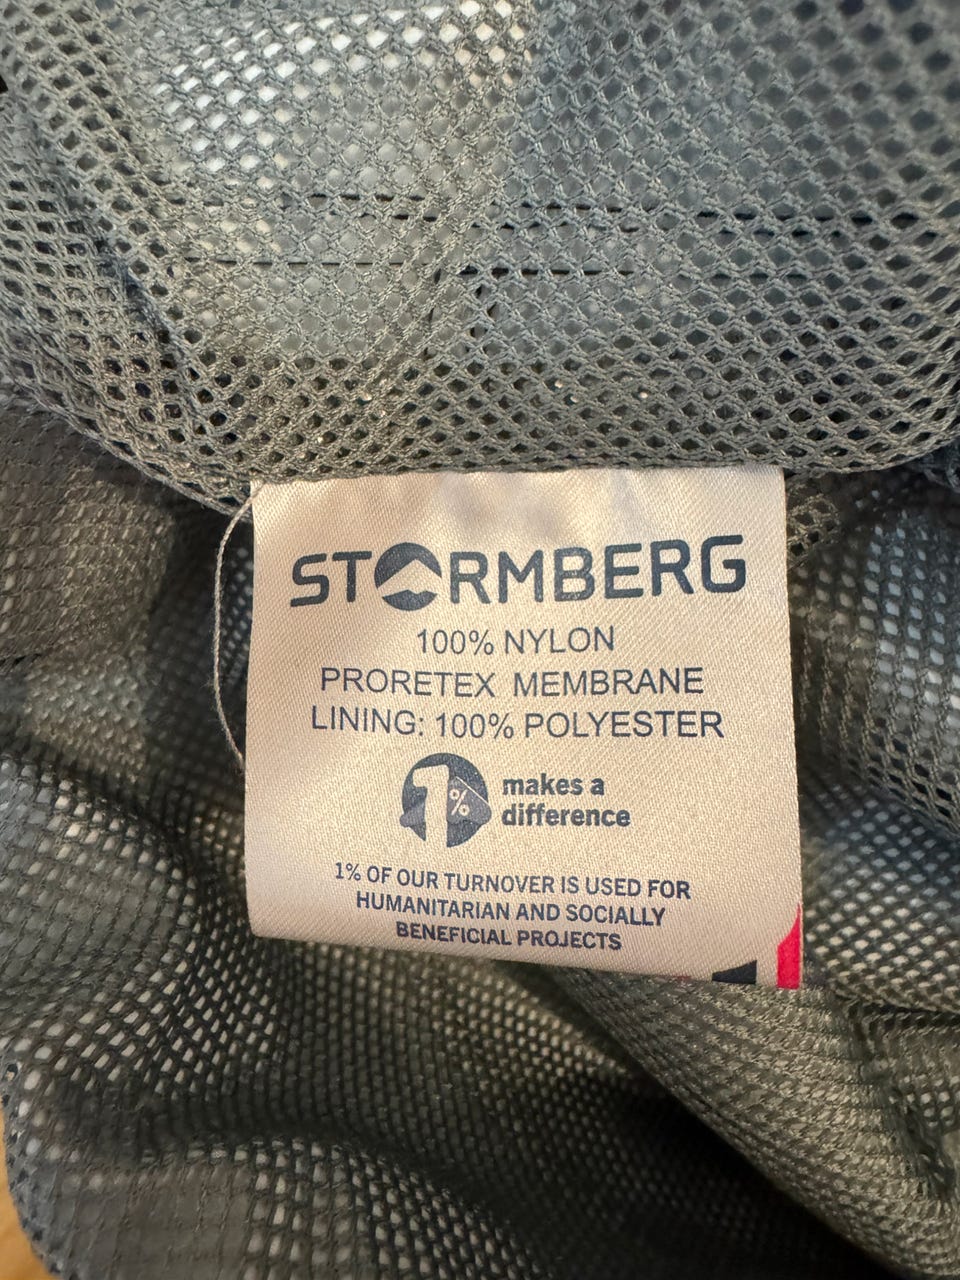 STORMBERG
100% NYLON
PRORETEX MEMBRANE
LINING: 100% POLYESTER
1% makes a
difference
1% OF OUR TURNOVER IS USED FOR
HUMANITARIAN AND SOCIALLY
BENEFICIAL PROJECTS